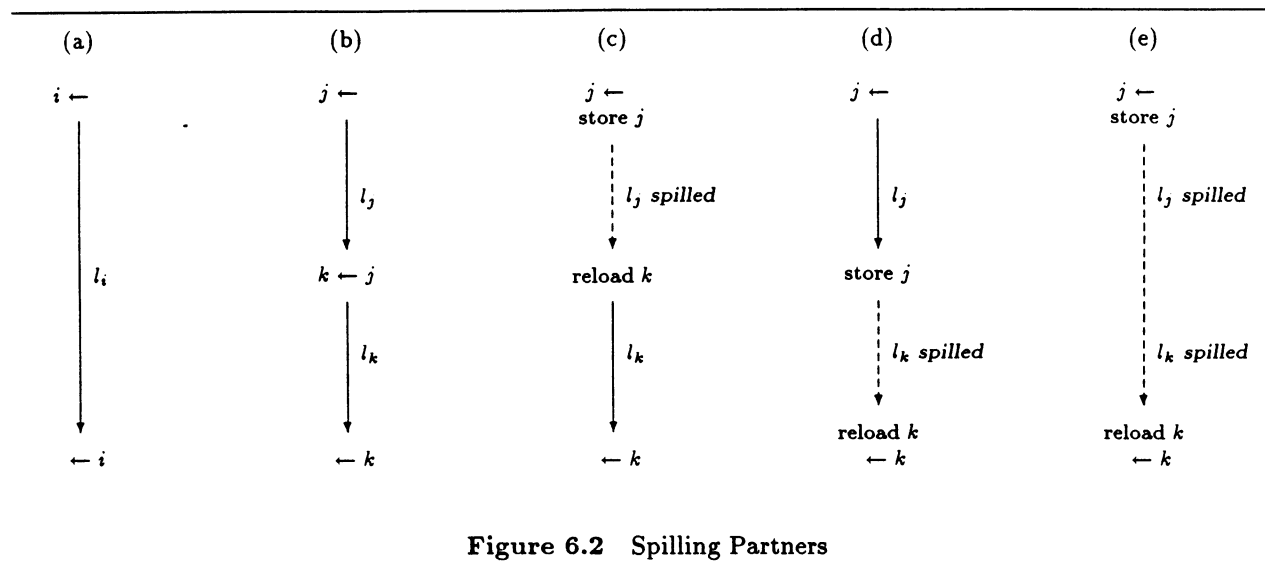 (a) (b) (c) (d) (e)
i ← j ← j ← j ← j ←
store j store j
l_j l_j spilled l_j l_j spilled
l_i k ← j reload k store j
l_k l_k l_k spilled l_k spilled
reload k reload k
← i ← k ← k ← k ← k
Figure 6.2 Spilling Partners